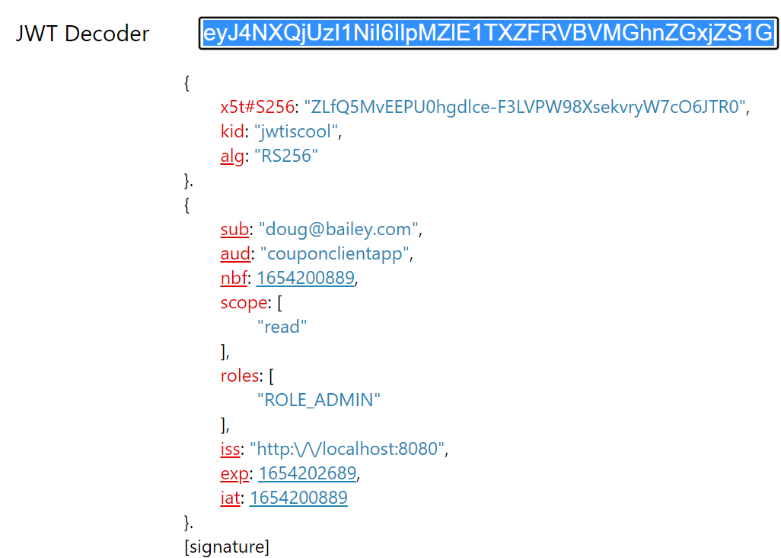 JWT Decoder eyJ4NXQjUzI1NiI6IlpMZlE1TXZFRVBVMGhnZGxjZS1G
{
x5t#S256: "ZLfQ5MvEEPU0hgdlce-F3LVPW98XsekvryW7cO6JTR0",
kid: "jwtiscool",
alg: "RS256"
}.
{
sub: "doug@bailey.com",
aud: "couponclientapp",
nbf: 1654200889,
scope: [
"read"
],
roles: [
"ROLE_ADMIN"
],
iss: "http:\/\/localhost:8080",
exp: 1654202689,
iat: 1654200889
}.
[signature]